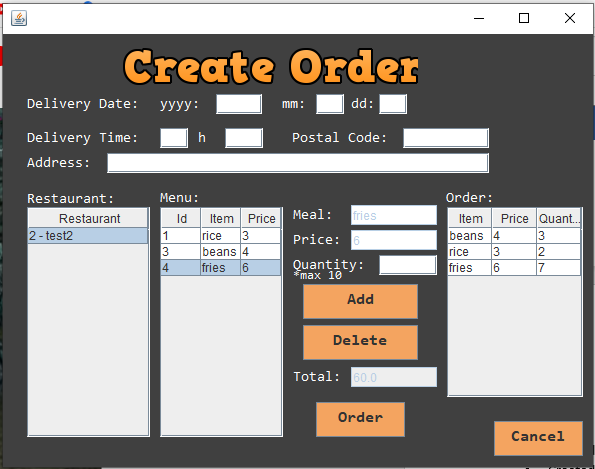 Create Order
Delivery Date: yyyy: mm: dd:
Delivery Time: h Postal Code:
Address:
Restaurant:
Restaurant
2 - test2
Menu:
Id Item Price
1 rice 3
3 beans 4
4 fries 6
Meal: fries
Price: 6
Quantity:
*max 10
Add
Delete
Total: 60.0
Order
Order:
Item Price Quant...
beans 4 3
rice 3 2
fries 6 7
Cancel